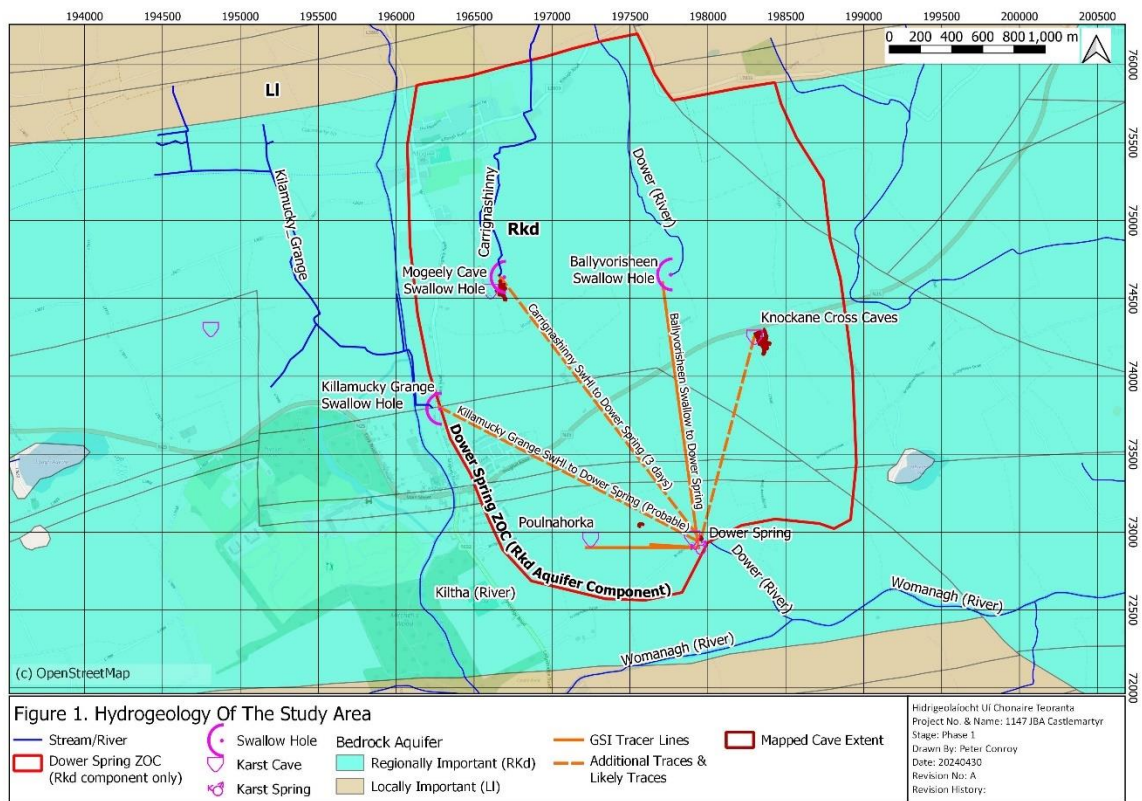 194000 194500 195000 195500 196000 196500 197000 197500 198000 198500 199000 199500 200000 200500
0 200 400 600 800 1,000 m
76000
75500
75000
74500
74000
73500
73000
72500
72000
Ll
Kilamucky_Grange
Carrignashinny
Rkd
Dower (River)
Mogeely Cave
Swallow Hole
Ballyvorisheen
Swallow Hole
Knockane Cross Caves
Killamucky Grange
Swallow Hole
Carrignashinny SwHl to Dower Spring (3 days)
Ballyvorisheen Swallow to Dower Spring
Killamucky Grange SwHl to Dower Spring (Probable)
Dower Spring ZOC (Rkd Aquifer Component)
Poulnahorka
Dower Spring
Dower (River)
Kiltha (River)
Womanagh (River)
Womanagh (River)
(c) OpenStreetMap
Figure 1. Hydrogeology Of The Study Area
Stream/River
Dower Spring ZOC
(Rkd component only)
Swallow Hole
Karst Cave
Karst Spring
Bedrock Aquifer
Regionally Important (RKd)
Locally Important (Ll)
GSI Tracer Lines
Additional Traces &
Likely Traces
Mapped Cave Extent
Hidrigeolaíocht Uí Chonaire Teoranta
Project No. & Name: 1147 JBA Castlemartyr
Stage: Phase 1
Drawn By: Peter Conroy
Date: 20240430
Revision No: A
Revision History: